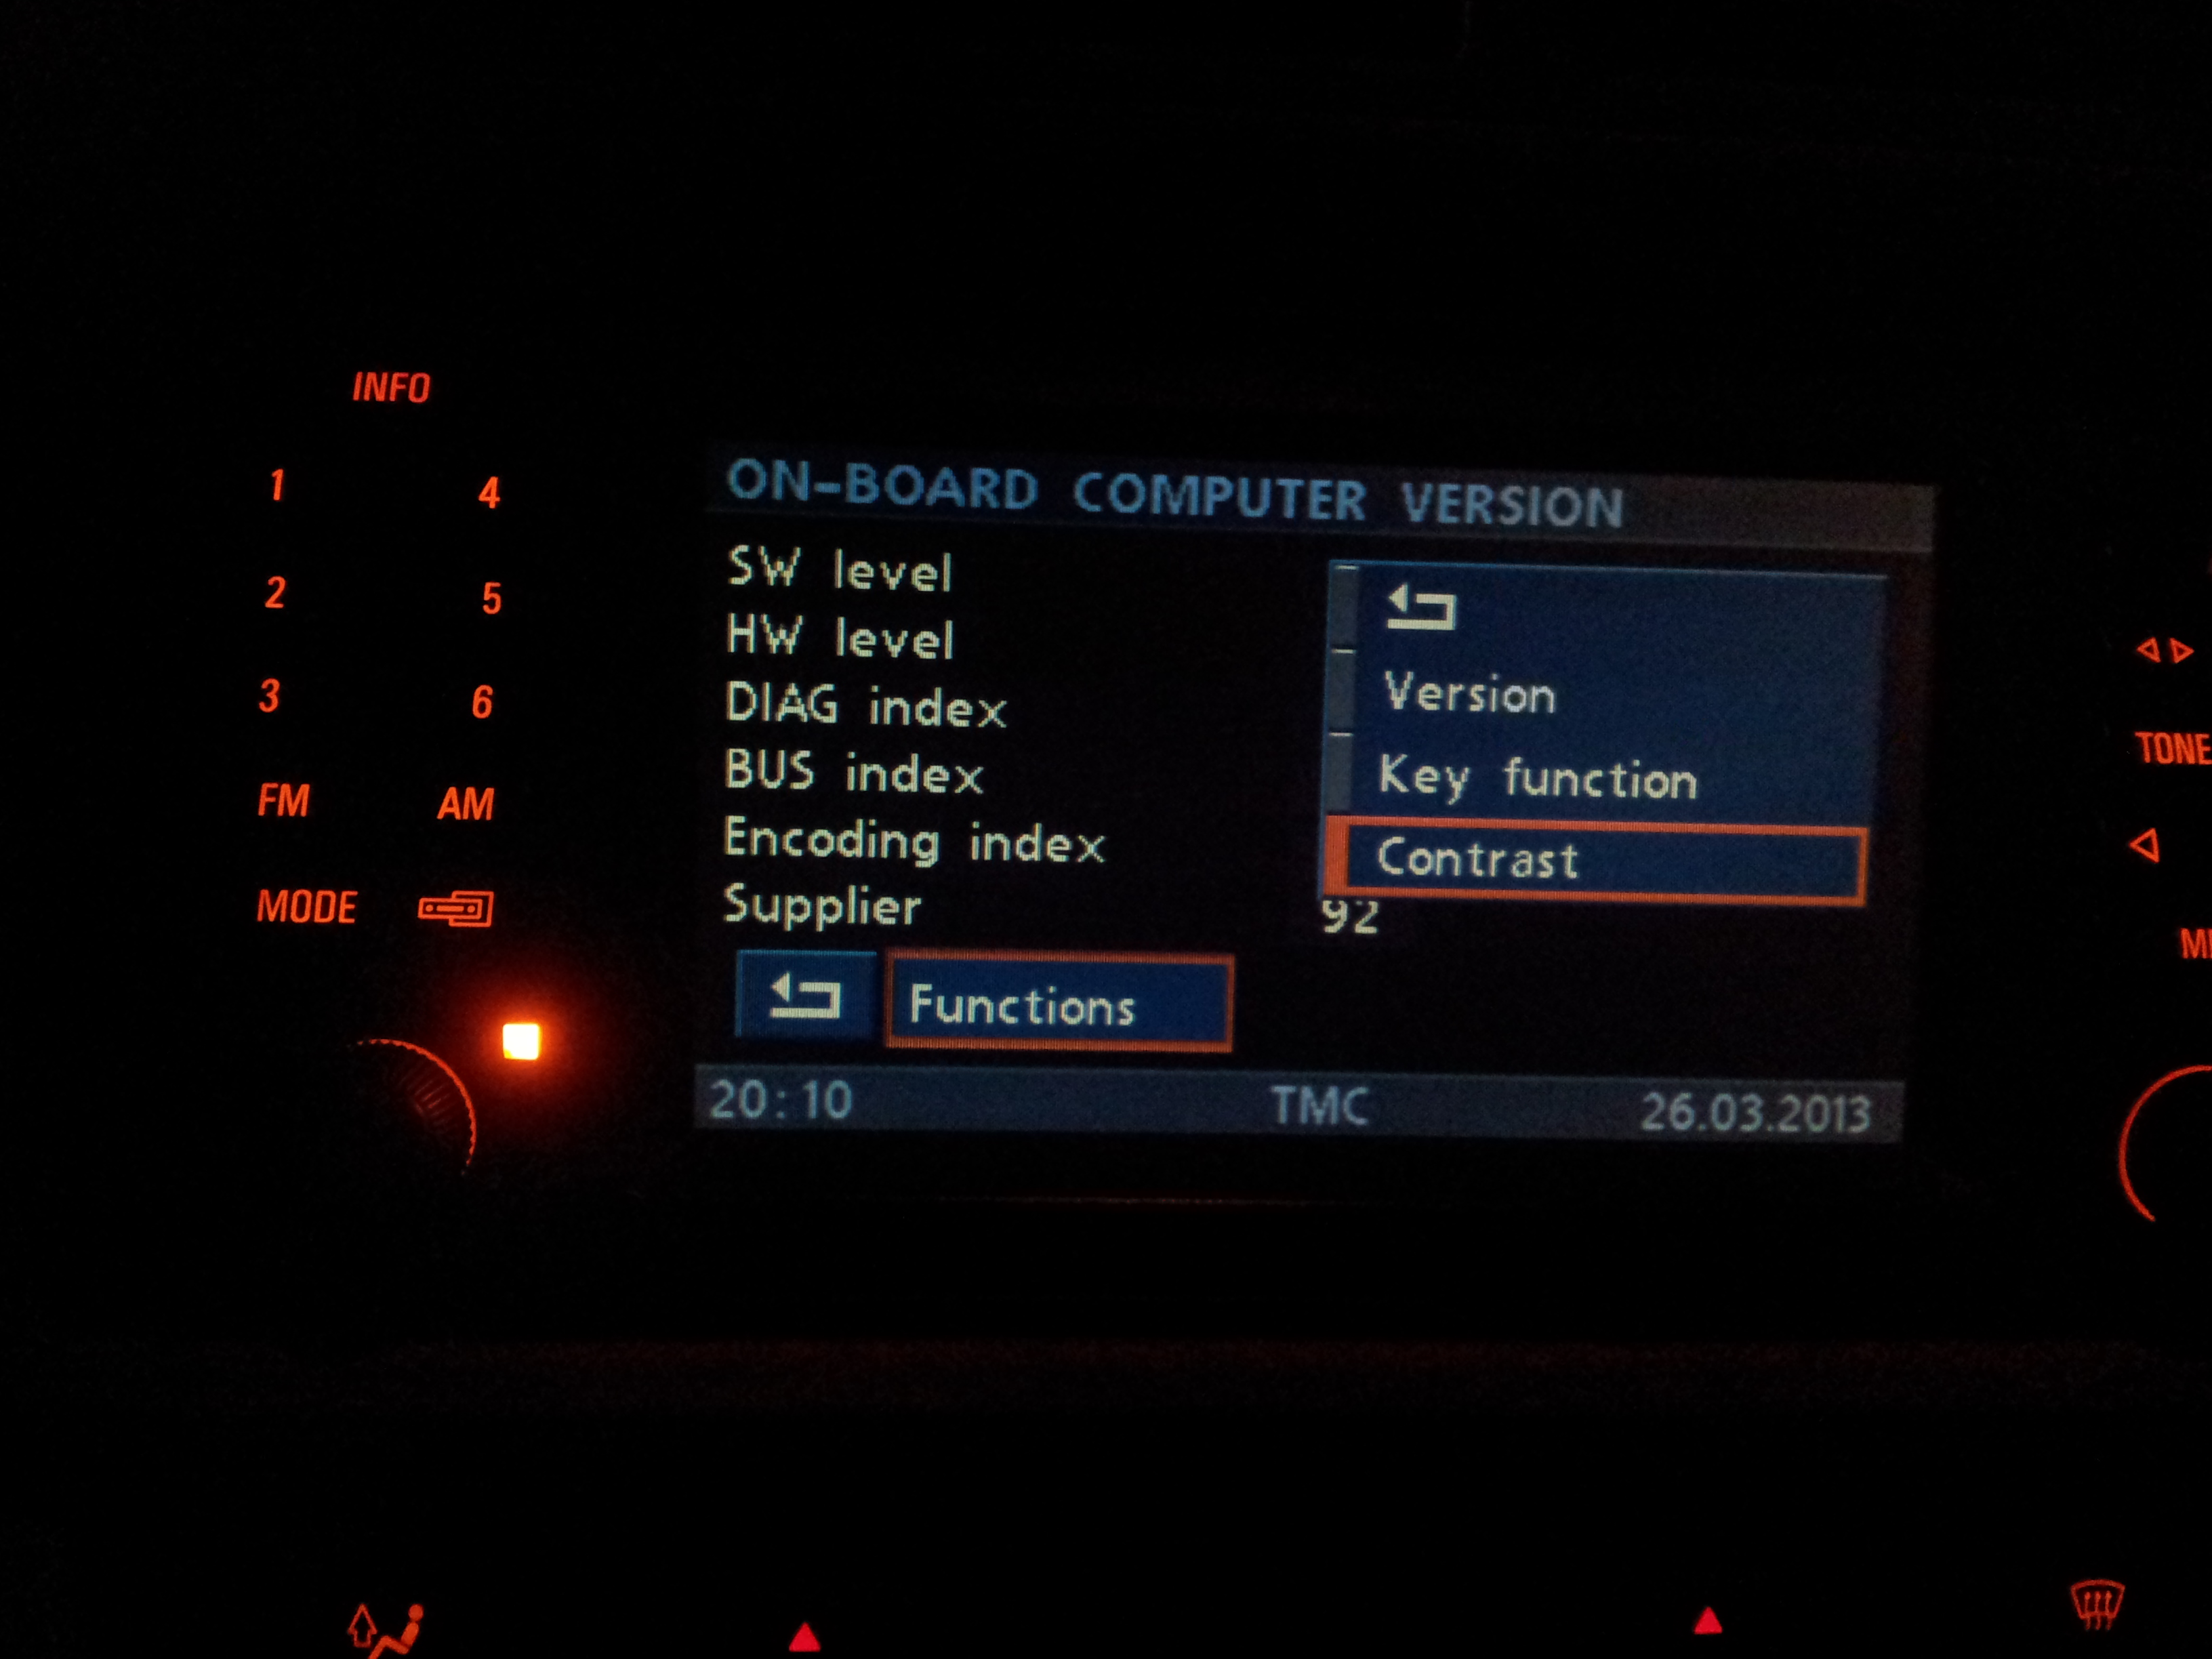 INFO
1 4
2 5
3 6
FM AM
MODE
ON-BOARD COMPUTER VERSION
SW level
HW level
DIAG index
BUS index
Encoding index
Supplier 92
Version
Key function
Contrast
Functions
20:10 TMC 26.03.2013
TONE